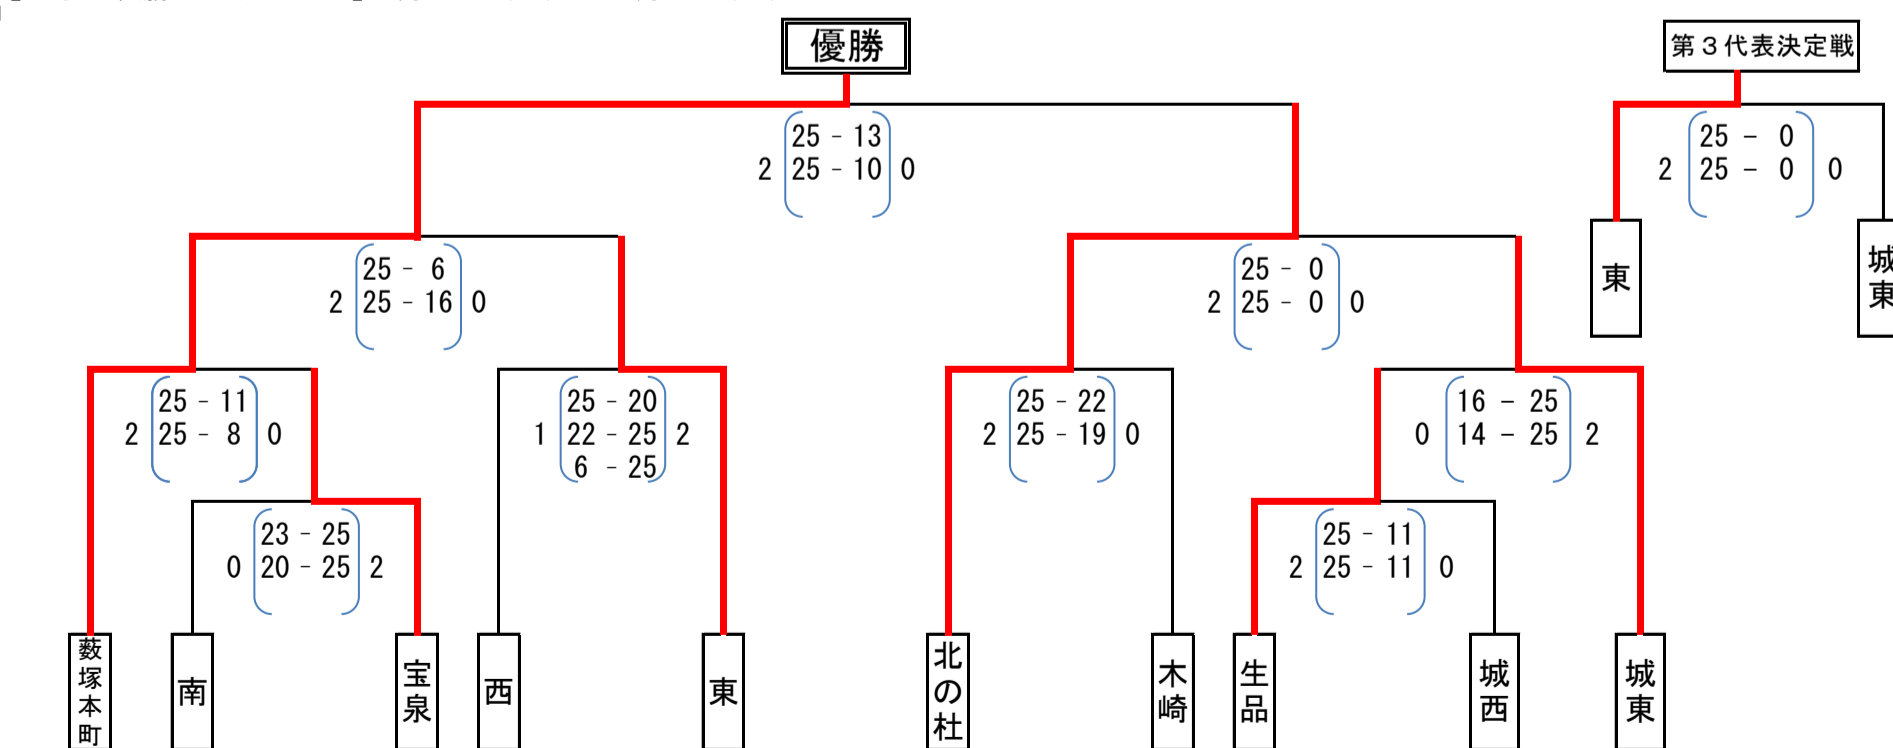 優勝
第３代表決定戦
25 - 13
2 25 - 10 0
25 - 0
2 25 - 0 0
東
城東
25 - 6
2 25 - 16 0
25 - 0
2 25 - 0 0
25 - 11
2 25 - 8 0
25 - 20
1 22 - 25 2
6 - 25
25 - 22
2 25 - 19 0
16 - 25
0 14 - 25 2
23 - 25
0 20 - 25 2
25 - 11
2 25 - 11 0
薮塚本町
南
宝泉
西
東
北の杜
木崎
生品
城西
城東